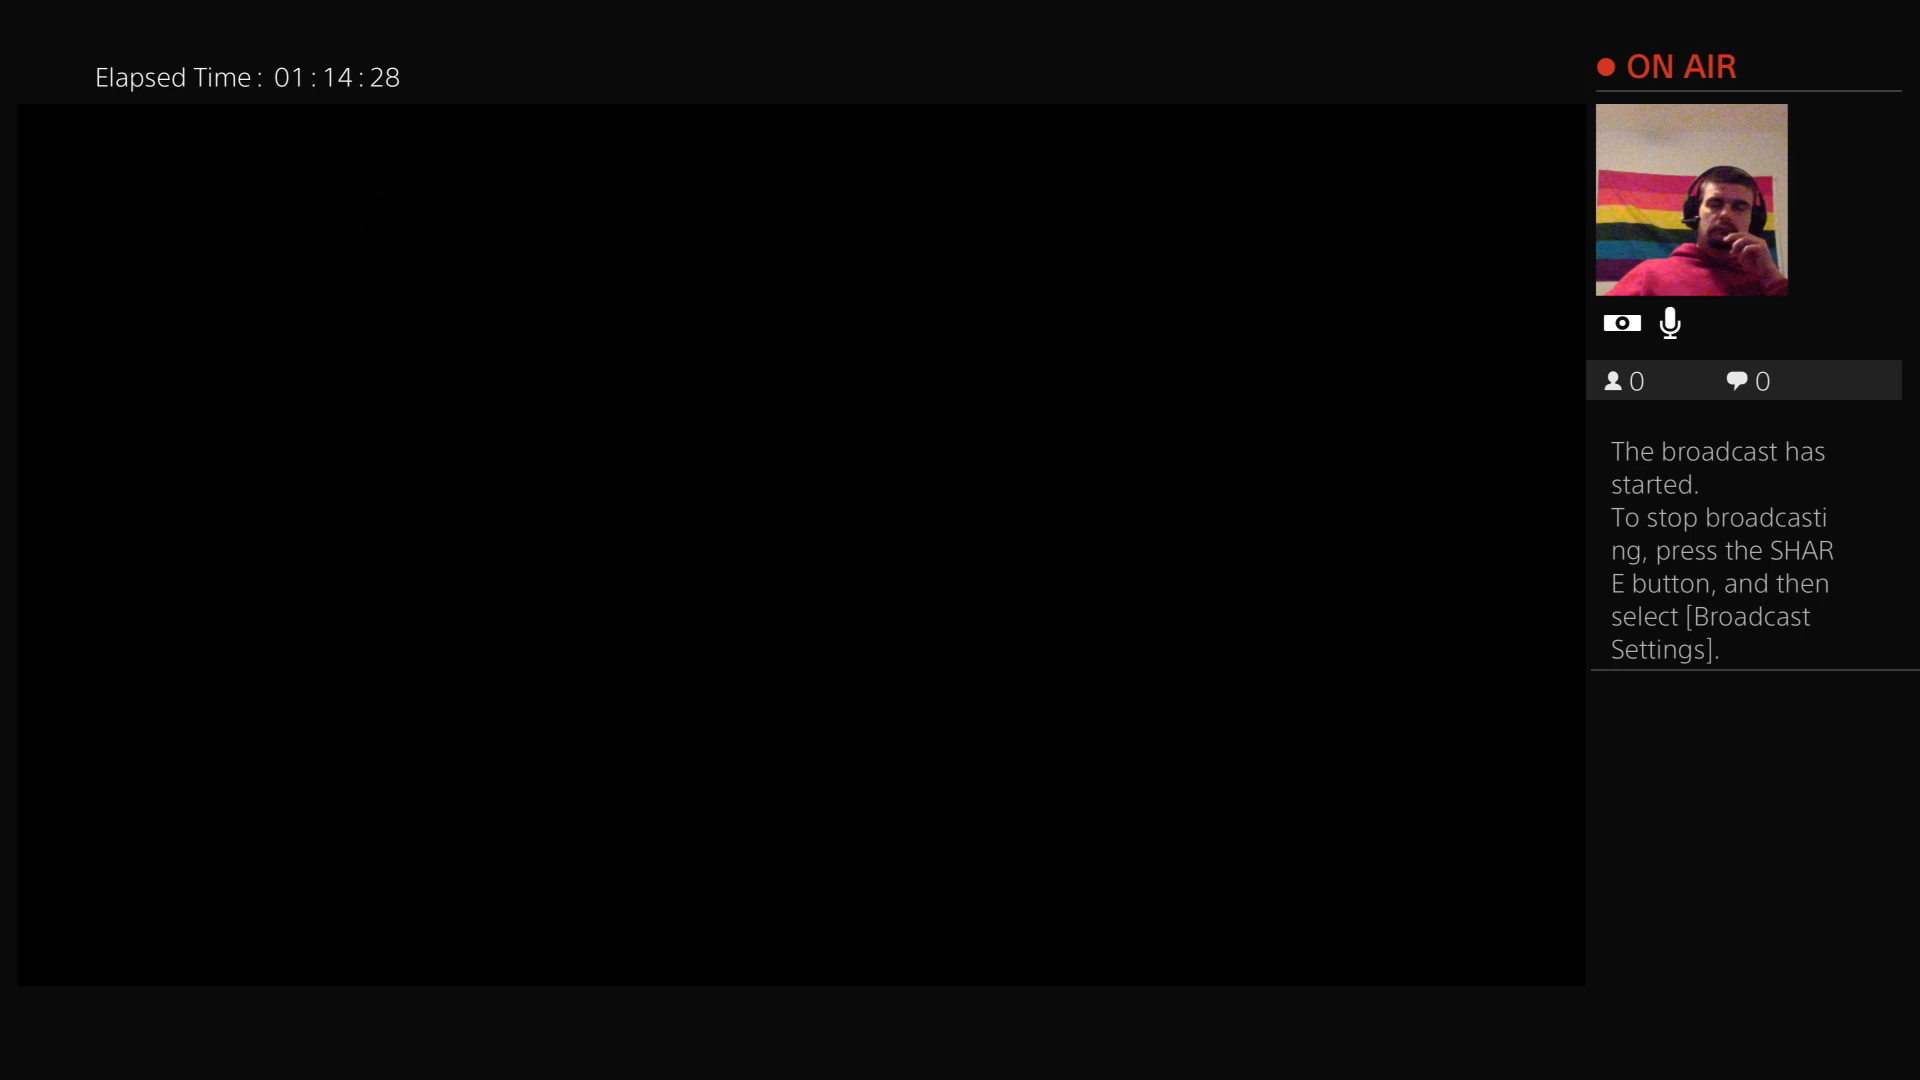 Elapsed Time : 01 : 14 : 28
ON AIR
0 0
The broadcast has
started.
To stop broadcasti
ng, press the SHAR
E button, and then
select [Broadcast
Settings].